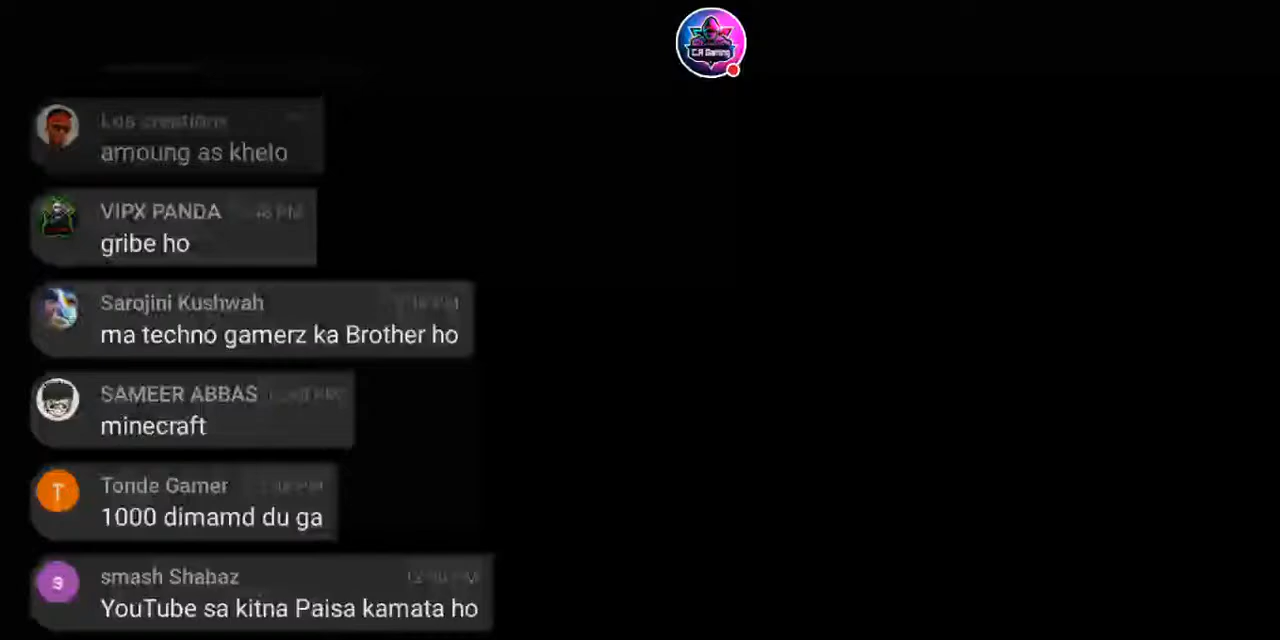 C.R Gaming
Los creations
amoung as khelo
VIPX PANDA
gribe ho
Sarojini Kushwah
ma techno gamerz ka Brother ho
SAMEER ABBAS
minecraft
T
Tonde Gamer
1000 dimamd du ga
s
smash Shabaz
YouTube sa kitna Paisa kamata ho